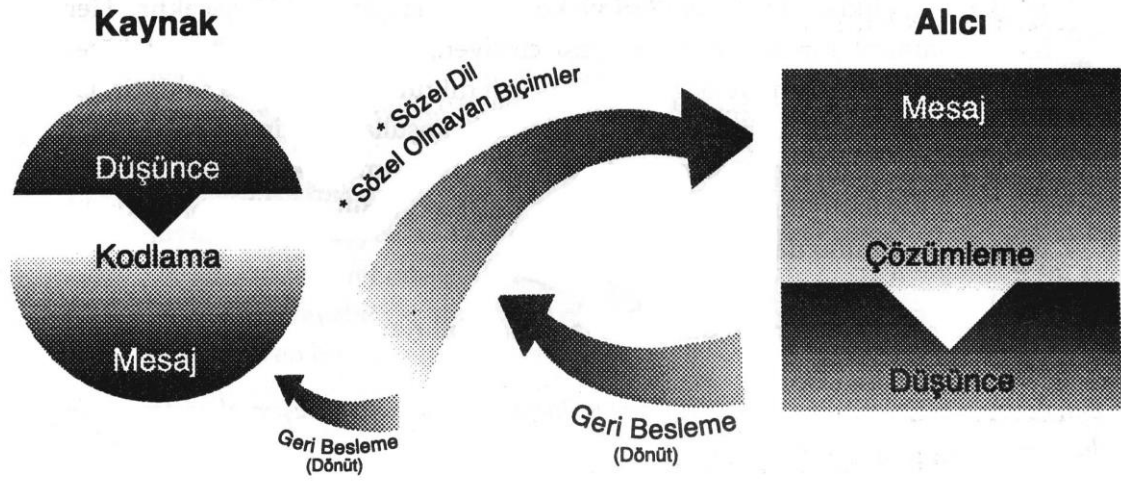 Kaynak
Düşünce
Kodlama
Mesaj
* Sözel Dil
* Sözel Olmayan Biçimler
Geri Besleme
(Dönüt)
Geri Besleme
(Dönüt)
Alıcı
Mesaj
Çözümleme
Düşünce